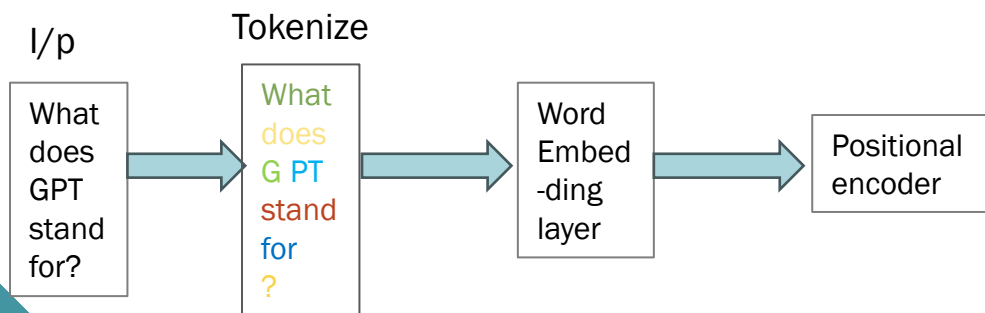 I/p
What
does
GPT
stand
for?
Tokenize
What
does
G PT
stand
for
?
Word
Embed
-ding
layer
Positional
encoder